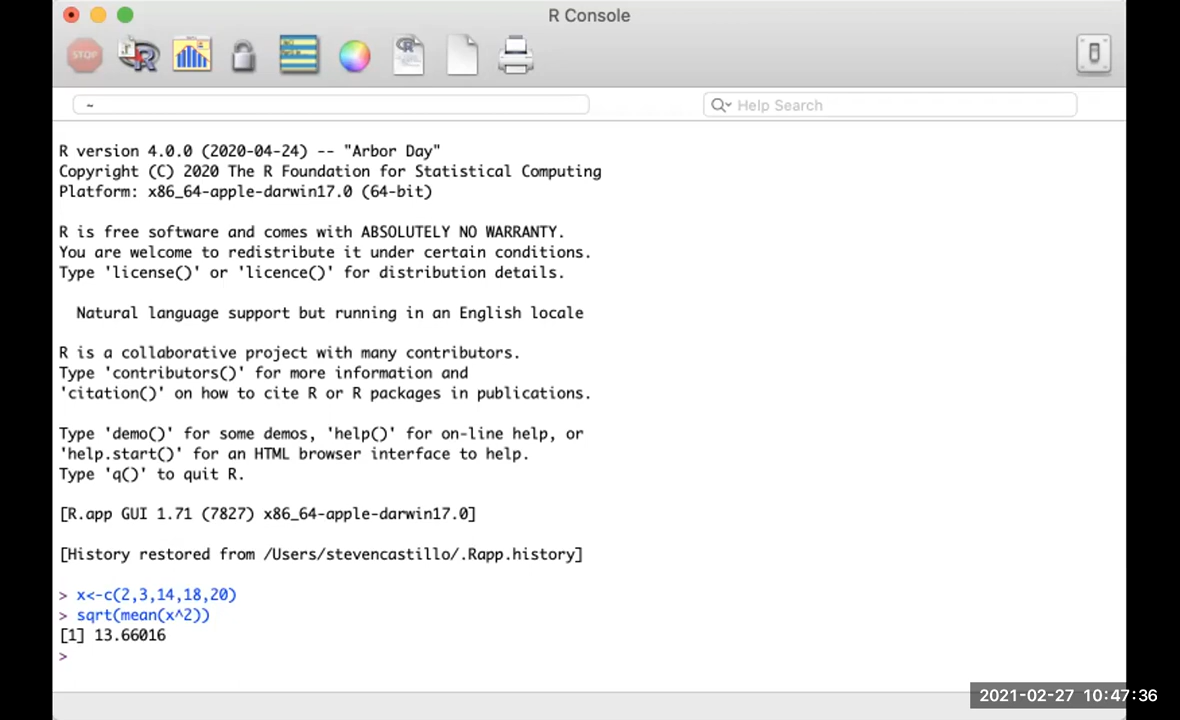 R Console
STOP
~
Help Search
R version 4.0.0 (2020-04-24) -- "Arbor Day"
Copyright (C) 2020 The R Foundation for Statistical Computing
Platform: x86_64-apple-darwin17.0 (64-bit)
R is free software and comes with ABSOLUTELY NO WARRANTY.
You are welcome to redistribute it under certain conditions.
Type 'license()' or 'licence()' for distribution details.
Natural language support but running in an English locale
R is a collaborative project with many contributors.
Type 'contributors()' for more information and
'citation()' on how to cite R or R packages in publications.
Type 'demo()' for some demos, 'help()' for on-line help, or
'help.start()' for an HTML browser interface to help.
Type 'q()' to quit R.
[R.app GUI 1.71 (7827) x86_64-apple-darwin17.0]
[History restored from /Users/stevencastillo/.Rapp.history]
> x<-c(2,3,14,18,20)
> sqrt(mean(x^2))
[1] 13.66016
>
2021-02-27 10:47:36